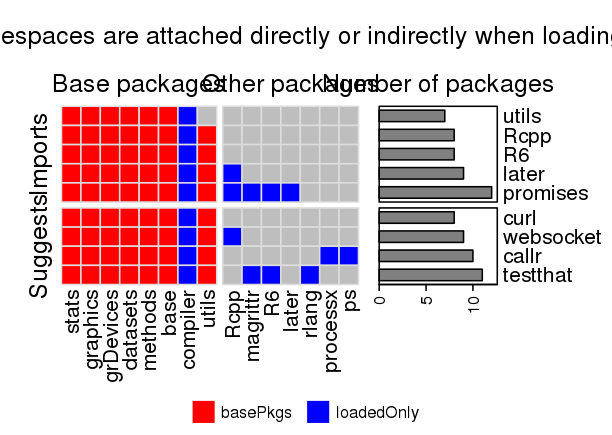 espaces are attached directly or indirectly when loading
Base packages
Other packages
Number of packages
Imports
Suggests
utils
Rcpp
R6
later
promises
curl
websocket
callr
testthat
stats
graphics
grDevices
datasets
methods
base
compiler
utils
Rcpp
magrittr
R6
later
rlang
processx
ps
0
5
10
basePkgs
loadedOnly